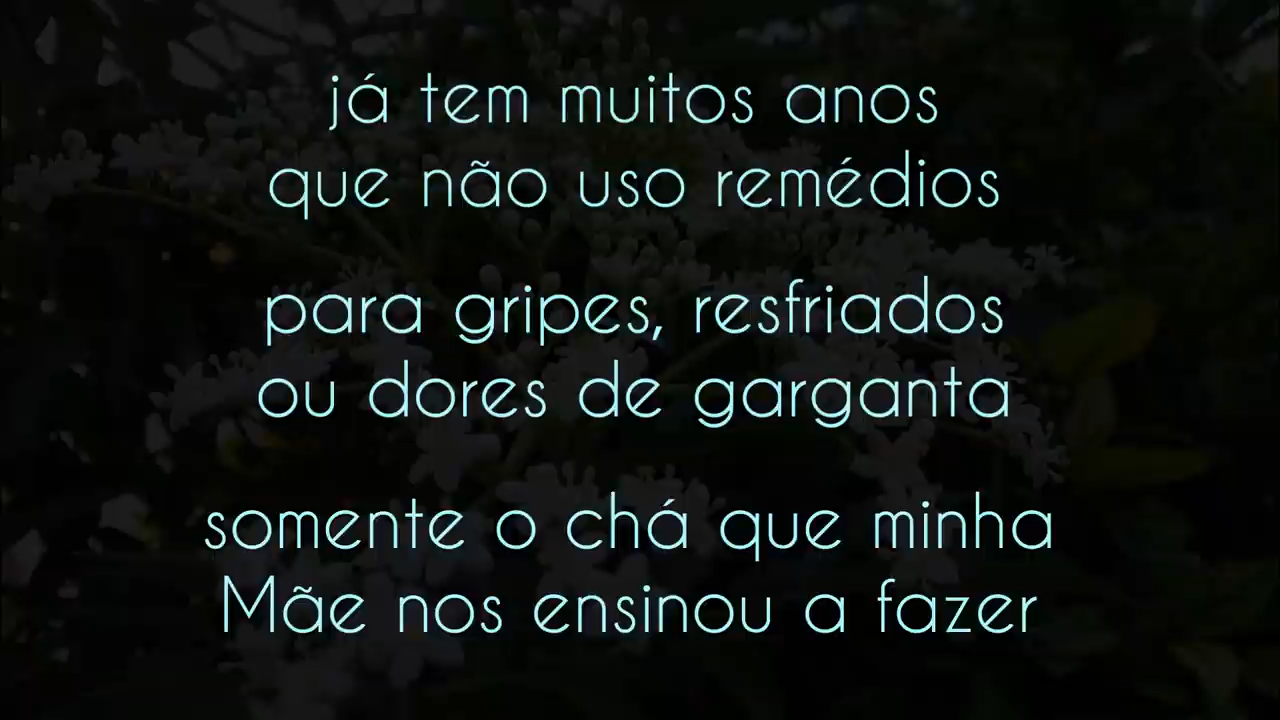 já tem muitos anos
que não uso remédios
para gripes, resfriados
ou dores de garganta
somente o chá que minha
Mãe nos ensinou a fazer